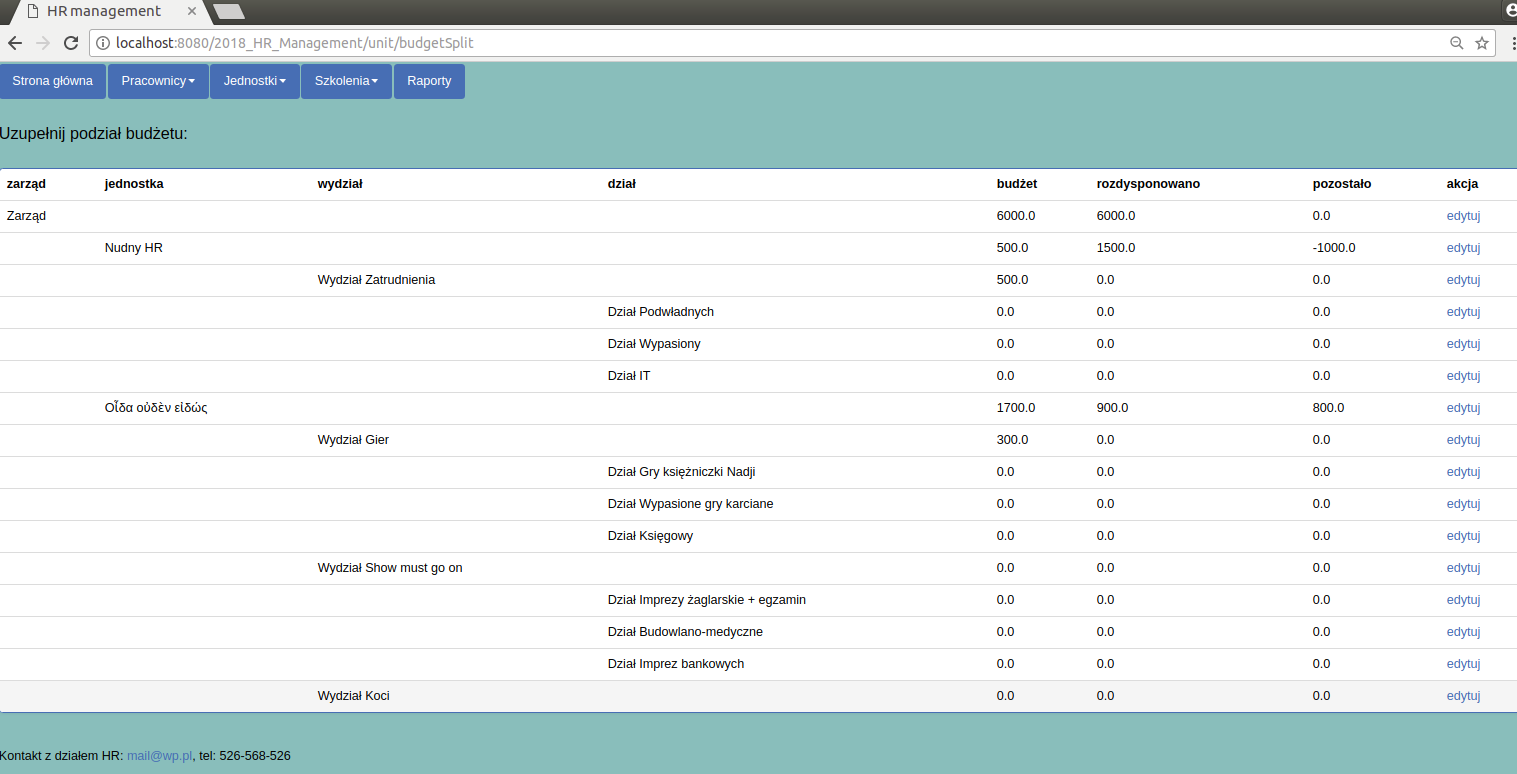 HR management
localhost:8080/2018_HR_Management/unit/budgetSplit
Strona główna Pracownicy Jednostki Szkolenia Raporty
Uzupełnij podział budżetu:
zarząd jednostka wydział dział budżet rozdysponowano pozostało akcja
Zarząd 6000.0 6000.0 0.0 edytuj
Nudny HR 500.0 1500.0 -1000.0 edytuj
Wydział Zatrudnienia 500.0 0.0 0.0 edytuj
Dział Podwładnych 0.0 0.0 0.0 edytuj
Dział Wypasiony 0.0 0.0 0.0 edytuj
Dział IT 0.0 0.0 0.0 edytuj
Οἶδα οὐδὲν εἰδώς 1700.0 900.0 800.0 edytuj
Wydział Gier 300.0 0.0 0.0 edytuj
Dział Gry księżniczki Nadji 0.0 0.0 0.0 edytuj
Dział Wypasione gry karciane 0.0 0.0 0.0 edytuj
Dział Księgowy 0.0 0.0 0.0 edytuj
Wydział Show must go on 0.0 0.0 0.0 edytuj
Dział Imprezy żaglarskie + egzamin 0.0 0.0 0.0 edytuj
Dział Budowlano-medyczne 0.0 0.0 0.0 edytuj
Dział Imprez bankowych 0.0 0.0 0.0 edytuj
Wydział Koci 0.0 0.0 0.0 edytuj
Kontakt z działem HR: mail@wp.pl, tel: 526-568-526